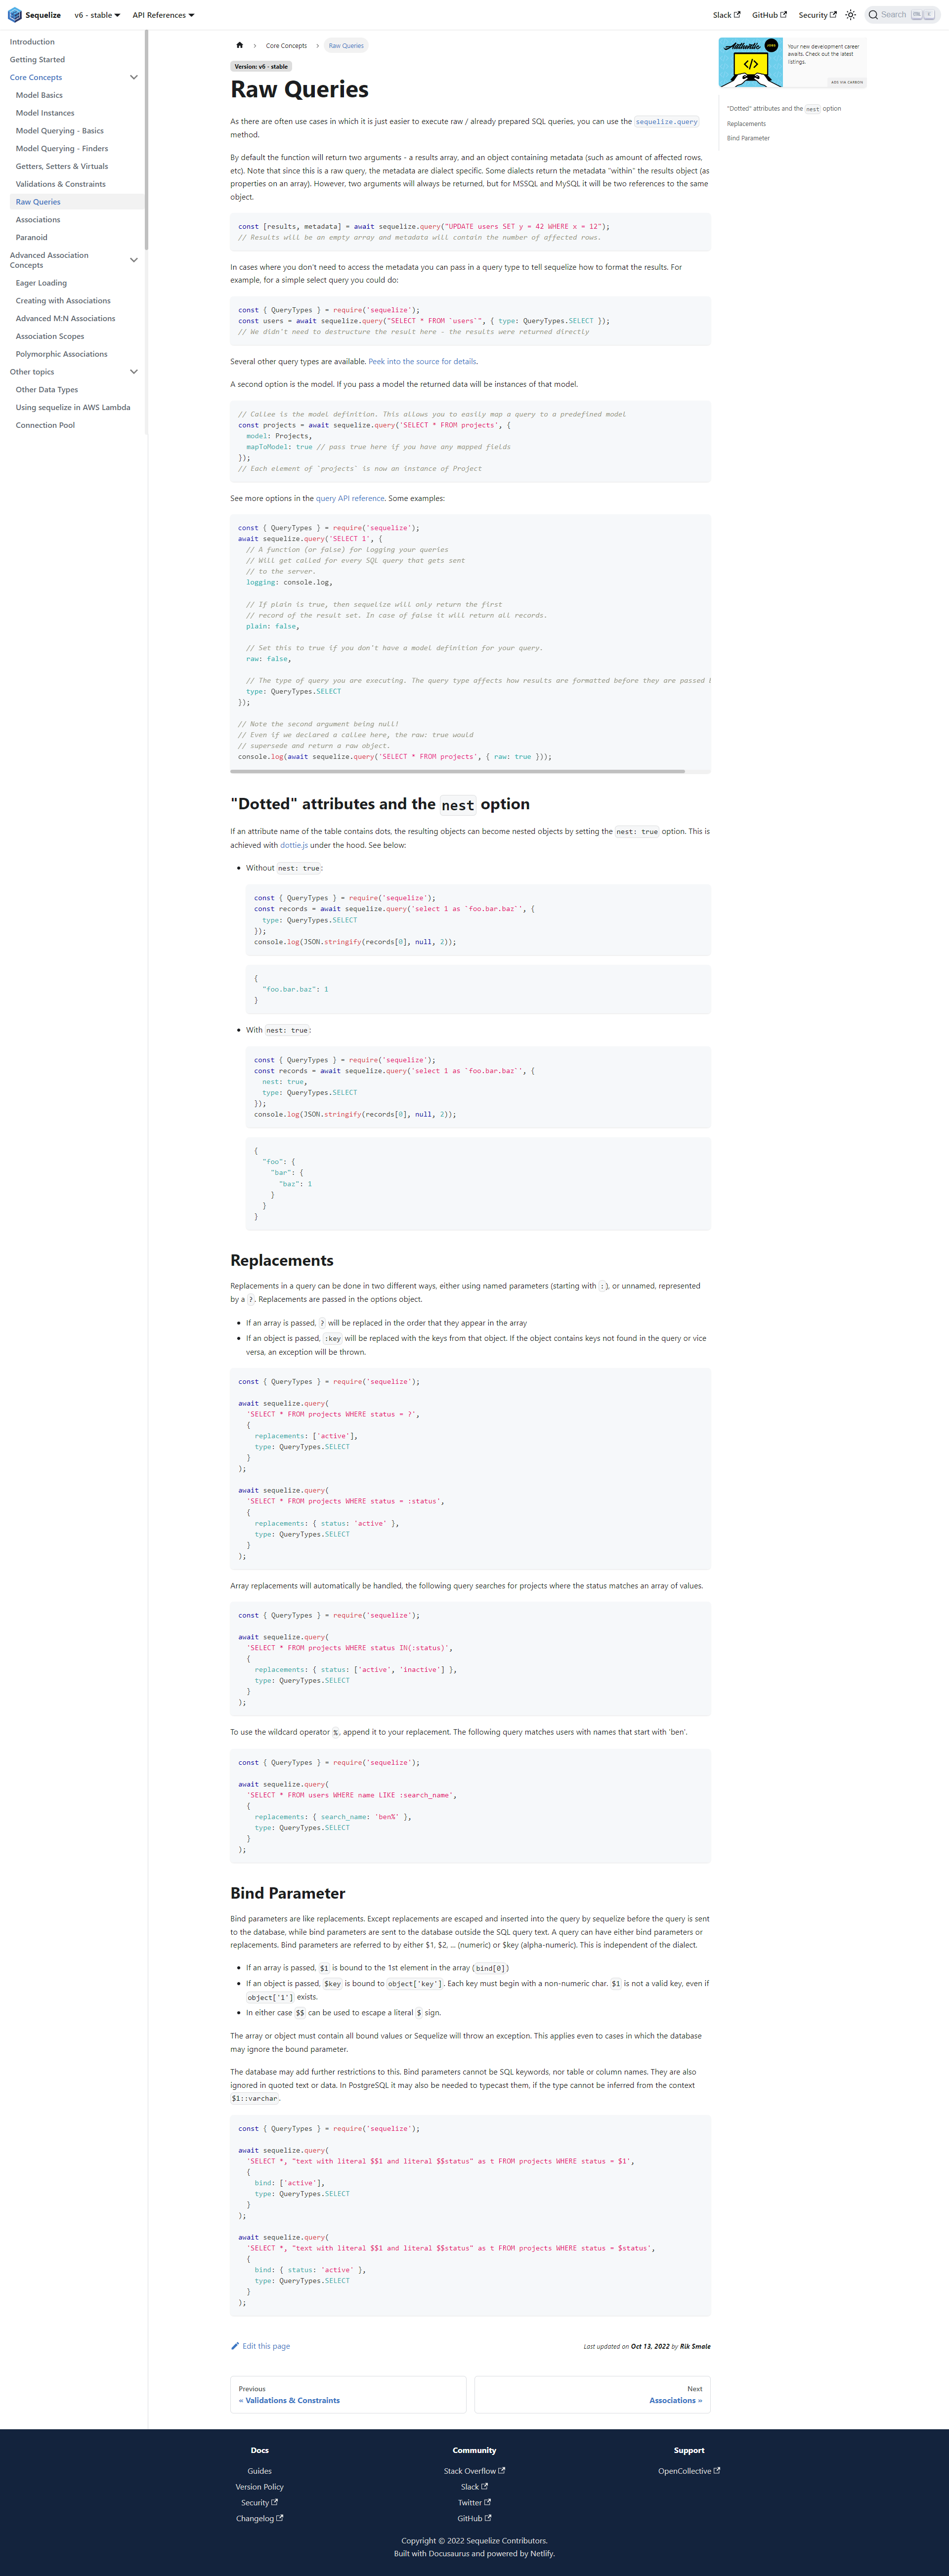 Sequelize v6 - stable API References Slack GitHub Security Search
Introduction
Getting Started
Core Concepts
Model Basics
Model Instances
Model Querying - Basics
Model Querying - Finders
Getters, Setters & Virtuals
Validations & Constraints
Raw Queries
Associations
Paranoid
Advanced Association
Concepts
Eager Loading
Creating with Associations
Advanced M:N Associations
Association Scopes
Polymorphic Associations
Other topics
Other Data Types
Using sequelize in AWS Lambda
Connection Pool
Core Concepts Raw Queries
Version: v6 - stable
Raw Queries
As there are often use cases in which it is just easier to execute raw / already prepared SQL queries, you can use the sequelize.query
method.
By default the function will return two arguments - a results array, and an object containing metadata (such as amount of affected rows,
etc). Note that since this is a raw query, the metadata are dialect specific. Some dialects return the metadata "within" the results object (as
properties on an array). However, two arguments will always be returned, but for MSSQL and MySQL it will be two references to the same
object.
const [results, metadata] = await sequelize.query("UPDATE users SET y = 42 WHERE x = 12");
// Results will be an empty array and metadata will contain the number of affected rows.
In cases where you don't need to access the metadata you can pass in a query type to tell sequelize how to format the results. For
example, for a simple select query you could do:
const { QueryTypes } = require('sequelize');
const users = await sequelize.query("SELECT * FROM `users`", { type: QueryTypes.SELECT });
// We didn't need to destructure the result here - the results were returned directly
Several other query types are available. Peek into the source for details.
A second option is the model. If you pass a model the returned data will be instances of that model.
// Callee is the model definition. This allows you to easily map a query to a predefined model
const projects = await sequelize.query('SELECT * FROM projects', {
  model: Projects,
  mapToModel: true // pass true here if you have any mapped fields
});
// Each element of `projects` is now an instance of Project
See more options in the query API reference. Some examples:
const { QueryTypes } = require('sequelize');
await sequelize.query('SELECT 1', {
  // A function (or false) for logging your queries
  // Will get called for every SQL query that gets sent
  // to the server.
  logging: console.log,
  // If plain is true, then sequelize will only return the first
  // record of the result set. In case of false it will return all records.
  plain: false,
  // Set this to true if you don't have a model definition for your query.
  raw: false,
  // The type of query you are executing. The query type affects how results are formatted before they are passed
  type: QueryTypes.SELECT
});
// Note the second argument being null!
// Even if we declared a callee here, the raw: true would
// supersede and return a raw object.
console.log(await sequelize.query('SELECT * FROM projects', { raw: true }));
"Dotted" attributes and the nest option
If an attribute name of the table contains dots, the resulting objects can become nested objects by setting the nest: true option. This is
achieved with dottie.js under the hood. See below:
• Without nest: true:
const { QueryTypes } = require('sequelize');
const records = await sequelize.query('select 1 as `foo.bar.baz`', {
  type: QueryTypes.SELECT
});
console.log(JSON.stringify(records[0], null, 2));
{
  "foo.bar.baz": 1
}
• With nest: true:
const { QueryTypes } = require('sequelize');
const records = await sequelize.query('select 1 as `foo.bar.baz`', {
  nest: true,
  type: QueryTypes.SELECT
});
console.log(JSON.stringify(records[0], null, 2));
{
  "foo": {
    "bar": {
      "baz": 1
    }
  }
}
Replacements
Replacements in a query can be done in two different ways, either using named parameters (starting with :), or unnamed, represented
by a ?. Replacements are passed in the options object.
• If an array is passed, ? will be replaced in the order that they appear in the array
• If an object is passed, :key will be replaced with the keys from that object. If the object contains keys not found in the query or vice
versa, an exception will be thrown.
const { QueryTypes } = require('sequelize');
await sequelize.query(
  'SELECT * FROM projects WHERE status = ?',
  {
    replacements: ['active'],
    type: QueryTypes.SELECT
  }
);
await sequelize.query(
  'SELECT * FROM projects WHERE status = :status',
  {
    replacements: { status: 'active' },
    type: QueryTypes.SELECT
  }
);
Array replacements will automatically be handled, the following query searches for projects where the status matches an array of values.
const { QueryTypes } = require('sequelize');
await sequelize.query(
  'SELECT * FROM projects WHERE status IN(:status)',
  {
    replacements: { status: ['active', 'inactive'] },
    type: QueryTypes.SELECT
  }
);
To use the wildcard operator %, append it to your replacement. The following query matches users with names that start with 'ben'.
const { QueryTypes } = require('sequelize');
await sequelize.query(
  'SELECT * FROM users WHERE name LIKE :search_name',
  {
    replacements: { search_name: 'ben%' },
    type: QueryTypes.SELECT
  }
);
Bind Parameter
Bind parameters are like replacements. Except replacements are escaped and inserted into the query by sequelize before the query is sent
to the database, while bind parameters are sent to the database outside the SQL query text. A query can have either bind parameters or
replacements. Bind parameters are referred to by either $1, $2, ... (numeric) or $key (alpha-numeric). This is independent of the dialect.
• If an array is passed, $1 is bound to the 1st element in the array (bind[0])
• If an object is passed, $key is bound to object['key']. Each key must begin with a non-numeric char. $1 is not a valid key, even if
object['1'] exists.
• In either case $$ can be used to escape a literal $ sign.
The array or object must contain all bound values or Sequelize will throw an exception. This applies even to cases in which the database
may ignore the bound parameter.
The database may add further restrictions to this. Bind parameters cannot be SQL keywords, nor table or column names. They are also
ignored in quoted text or data. In PostgreSQL it may also be needed to typecast them, if the type cannot be inferred from the context
$1::varchar.
const { QueryTypes } = require('sequelize');
await sequelize.query(
  'SELECT *, "text with literal $$1 and literal $$status" as t FROM projects WHERE status = $1',
  {
    bind: ['active'],
    type: QueryTypes.SELECT
  }
);
await sequelize.query(
  'SELECT *, "text with literal $$1 and literal $$status" as t FROM projects WHERE status = $status',
  {
    bind: { status: 'active' },
    type: QueryTypes.SELECT
  }
);
Edit this page
Last updated on Oct 13, 2022 by Rik Smale
Previous
« Validations & Constraints
Next
Associations »
Authentic JOBS
Your new development career
awaits. Check out the latest
listings.
ADS VIA CARBON
"Dotted" attributes and the nest option
Replacements
Bind Parameter
Docs
Guides
Version Policy
Security
Changelog
Community
Stack Overflow
Slack
Twitter
GitHub
Support
OpenCollective
Copyright © 2022 Sequelize Contributors.
Built with Docusaurus and powered by Netlify.